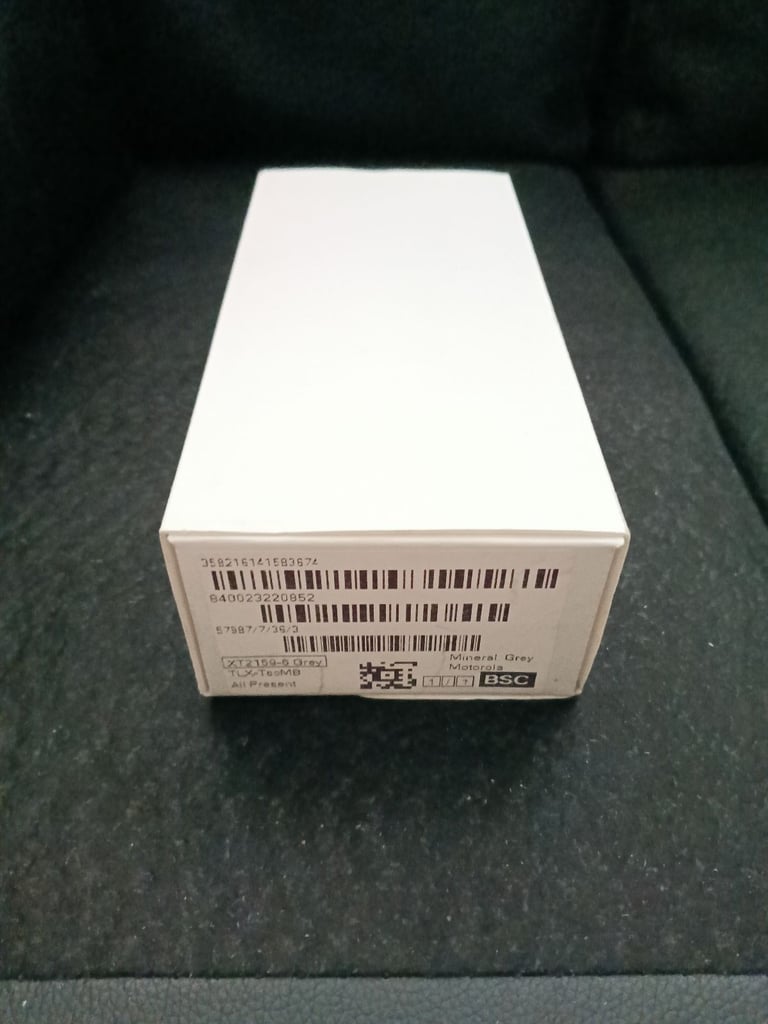 358216141583674
840023220852
57987/7/36/3
XT2159-6 Grey
All Present
Mineral Grey
Motorola
BSC